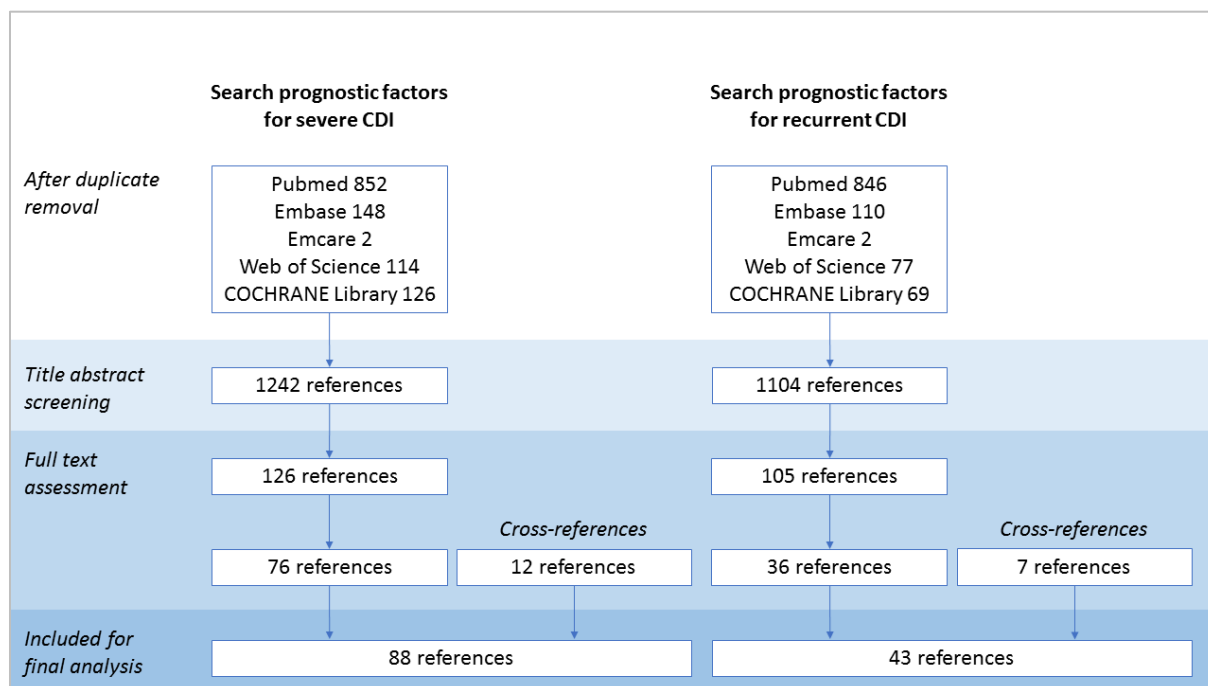 Search prognostic factors
for severe CDI
Search prognostic factors
for recurrent CDI
After duplicate
removal
Pubmed 852
Embase 148
Emcare 2
Web of Science 114
COCHRANE Library 126
Pubmed 846
Embase 110
Emcare 2
Web of Science 77
COCHRANE Library 69
Title abstract
screening
1242 references
1104 references
Full text
assessment
126 references
105 references
Cross-references
Cross-references
76 references
12 references
36 references
7 references
Included for
final analysis
88 references
43 references